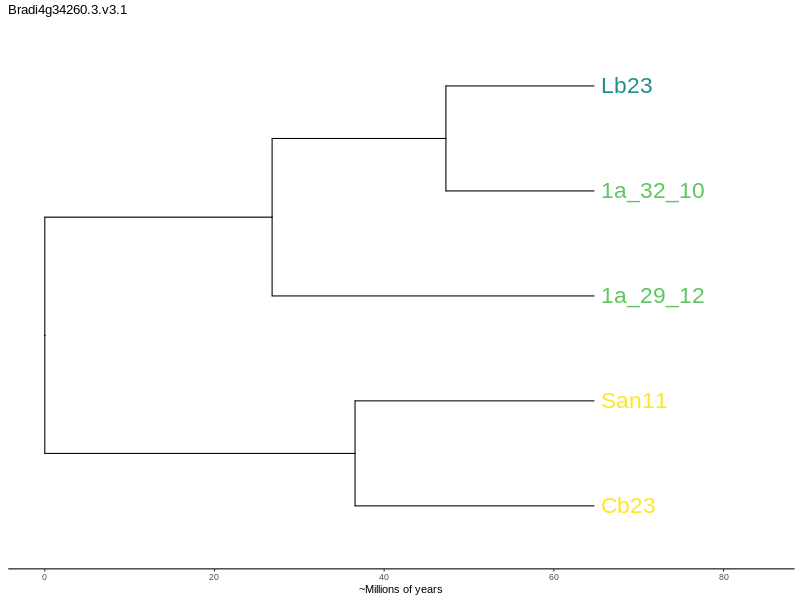 Bradi4g34260.3.v3.1
Lb23
1a_32_10
1a_29_12
San11
Cb23
0 20 40 60 80
~Millions of years